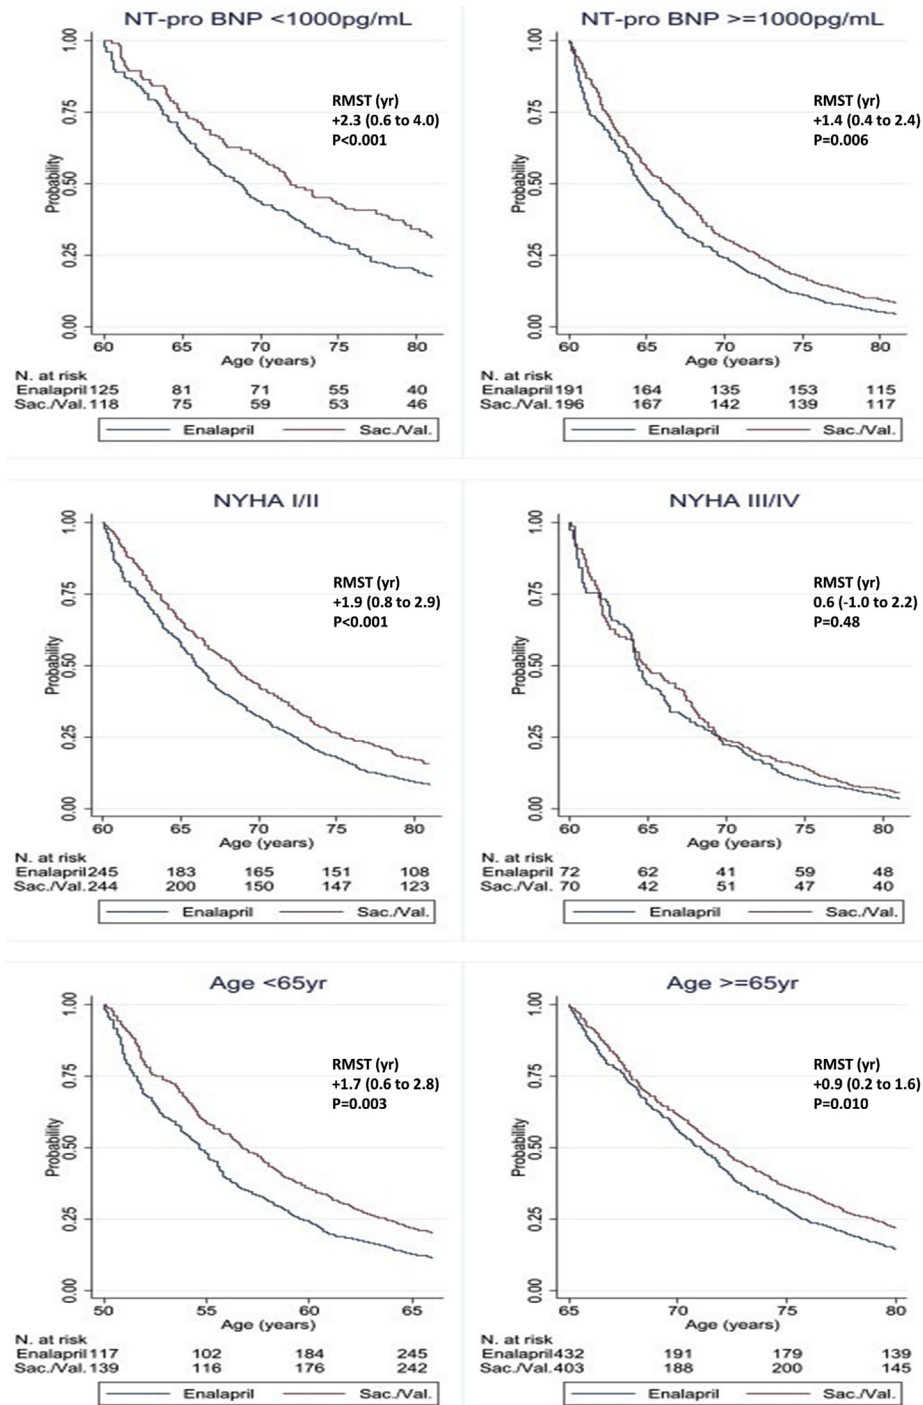 NT-pro BNP <1000pg/mL
Probability
1.00
0.75
0.50
0.25
0.00
RMST (yr)
+2.3 (0.6 to 4.0)
P<0.001
60 65 70 75 80
Age (years)
N. at risk
Enalapril 125 81 71 55 40
Sac./Val. 118 75 59 53 46
Enalapril Sac./Val.
NT-pro BNP >=1000pg/mL
Probability
1.00
0.75
0.50
0.25
0.00
RMST (yr)
+1.4 (0.4 to 2.4)
P=0.006
60 65 70 75 80
Age (years)
N. at risk
Enalapril 191 164 135 153 115
Sac./Val. 196 167 142 139 117
Enalapril Sac./Val.
NYHA I/II
Probability
1.00
0.75
0.50
0.25
0.00
RMST (yr)
+1.9 (0.8 to 2.9)
P<0.001
60 65 70 75 80
Age (years)
N. at risk
Enalapril 245 183 165 151 108
Sac./Val. 244 200 150 147 123
Enalapril Sac./Val.
NYHA III/IV
Probability
1.00
0.75
0.50
0.25
0.00
RMST (yr)
0.6 (-1.0 to 2.2)
P=0.48
60 65 70 75 80
Age (years)
N. at risk
Enalapril 72 62 41 59 48
Sac./Val. 70 42 51 47 40
Enalapril Sac./Val.
Age <65yr
Probability
1.00
0.75
0.50
0.25
0.00
RMST (yr)
+1.7 (0.6 to 2.8)
P=0.003
50 55 60 65
Age (years)
N. at risk
Enalapril 117 102 184 245
Sac./Val. 139 116 176 242
Enalapril Sac./Val.
Age >=65yr
Probability
1.00
0.75
0.50
0.25
0.00
RMST (yr)
+0.9 (0.2 to 1.6)
P=0.010
65 70 75 80
Age (years)
N. at risk
Enalapril 432 191 179 139
Sac./Val. 403 188 200 145
Enalapril Sac./Val.